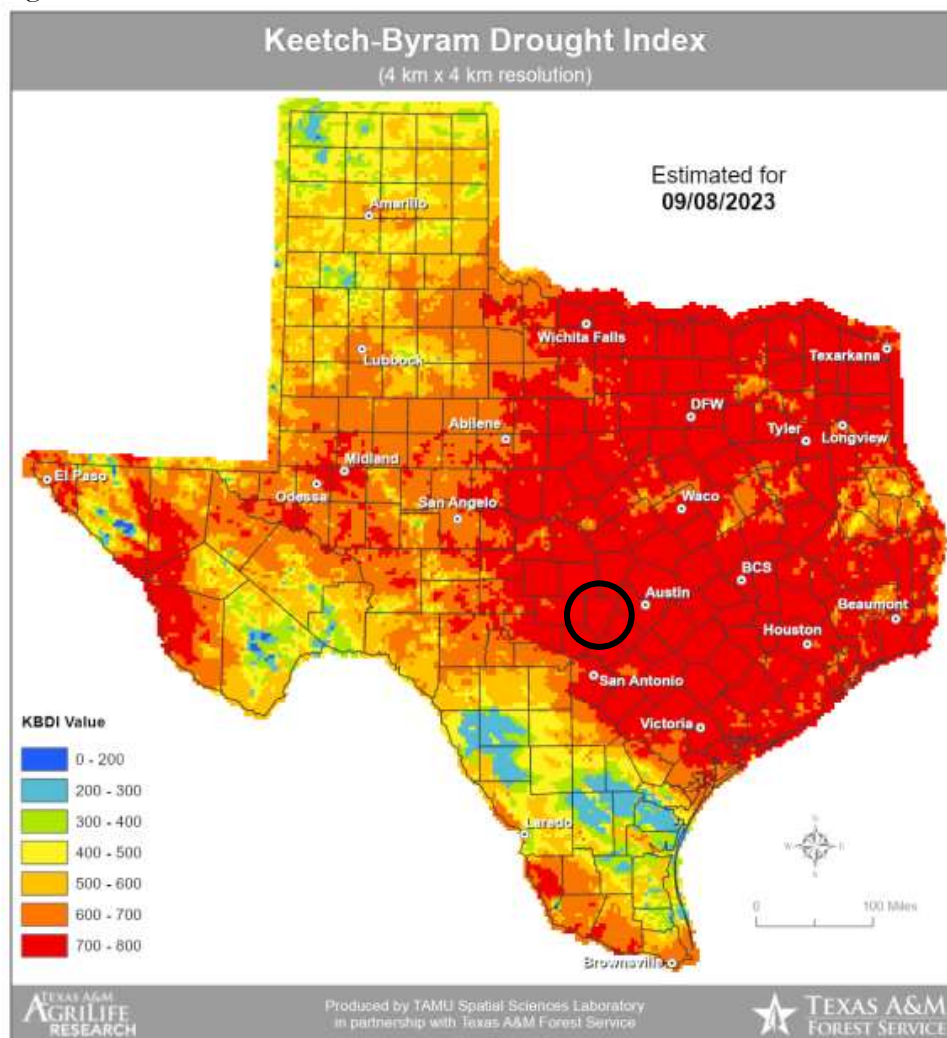 Keetch-Byram Drought Index
(4 km x 4 km resolution)
Estimated for
09/08/2023
Amarillo
Wichita Falls
Lubbock
Texarkana
DFW
Abilene
Tyler
Longview
Midland
El Paso
Odessa
San Angelo
Waco
BCS
Austin
Beaumont
Houston
San Antonio
Victoria
Laredo
Brownsville
KBDI Value
0 - 200
200 - 300
300 - 400
400 - 500
500 - 600
600 - 700
700 - 800
N
W
E
S
0 100 Miles
TEXAS A&M
AGRILIFE
RESEARCH
Produced by TAMU Spatial Sciences Laboratory
in partnership with Texas A&M Forest Service
TEXAS A&M
FOREST SERVICE